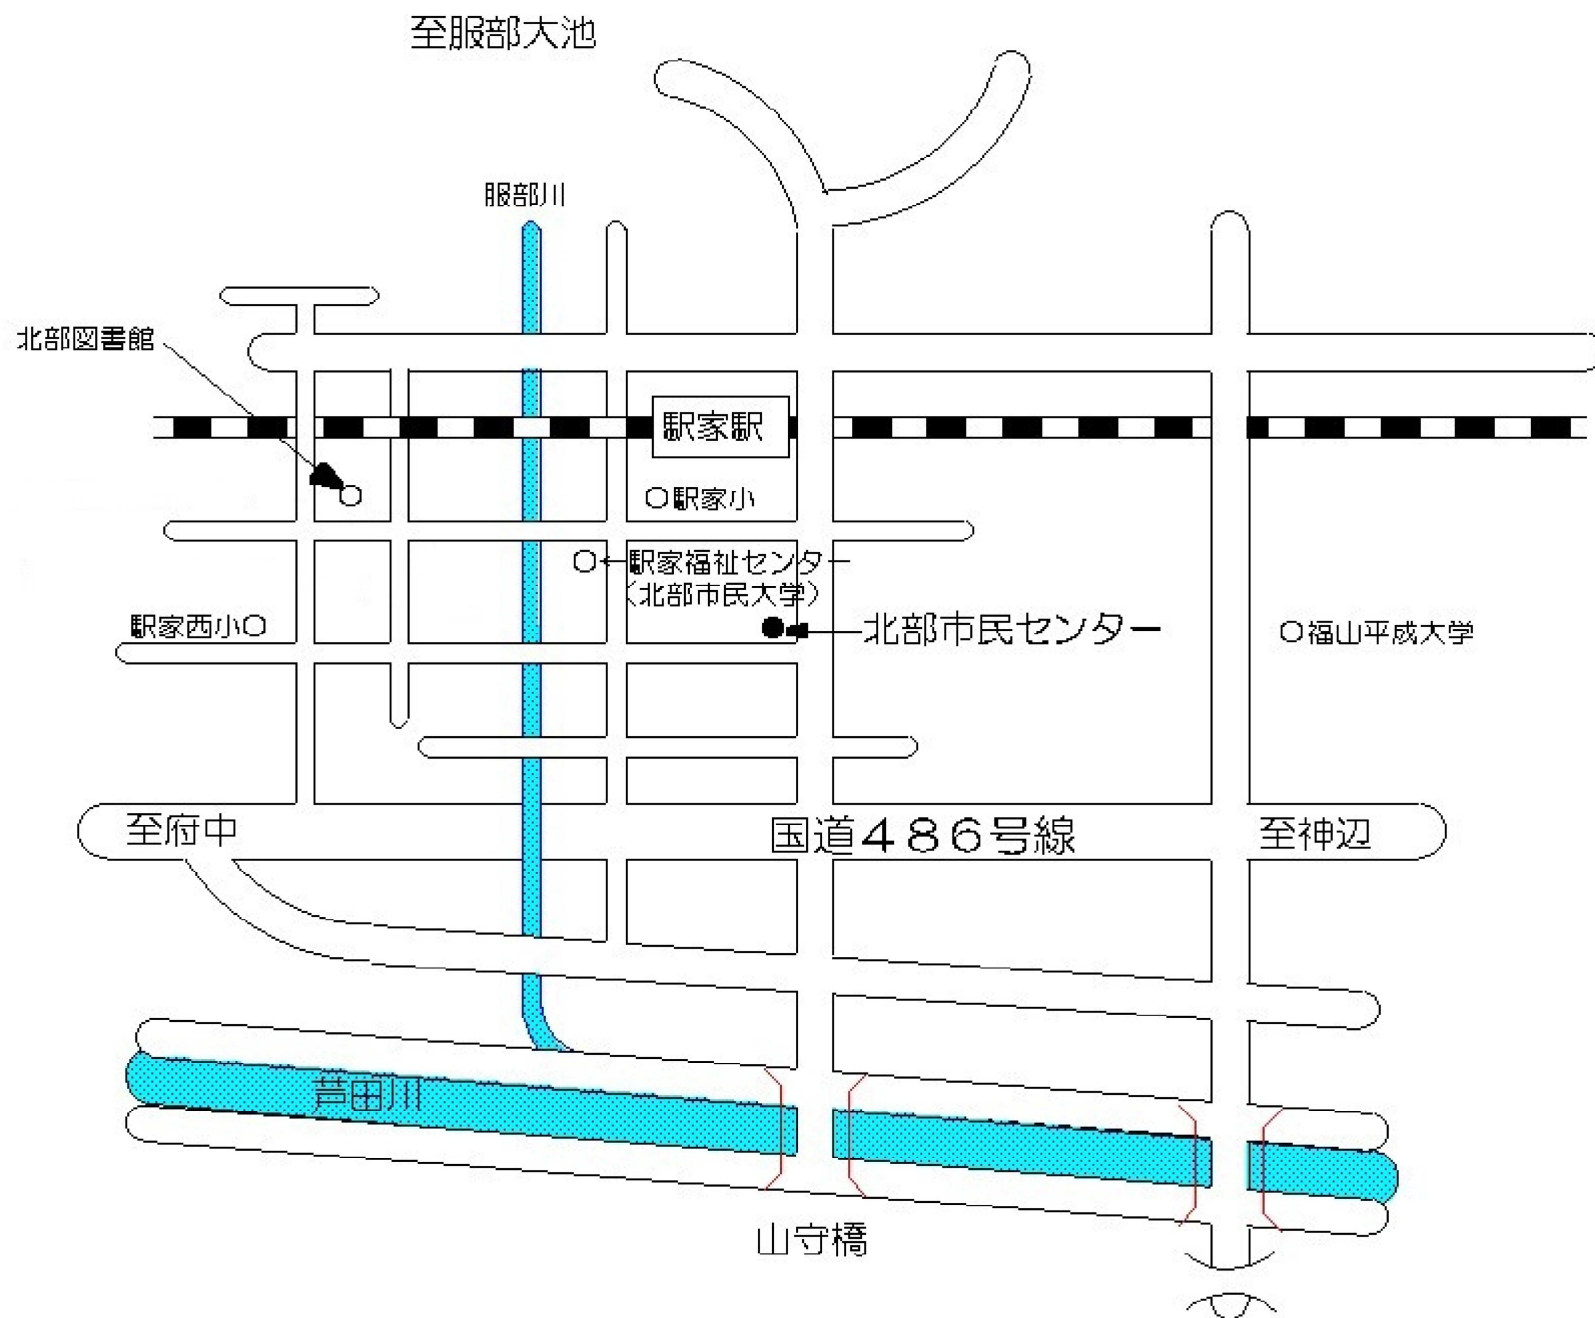 至服部大池
服部川
北部図書館
駅家駅
駅家小
駅家福祉センター
(北部市民大学)
駅家西小
北部市民センター
福山平成大学
至府中
国道486号線
至神辺
芦田川
山守橋